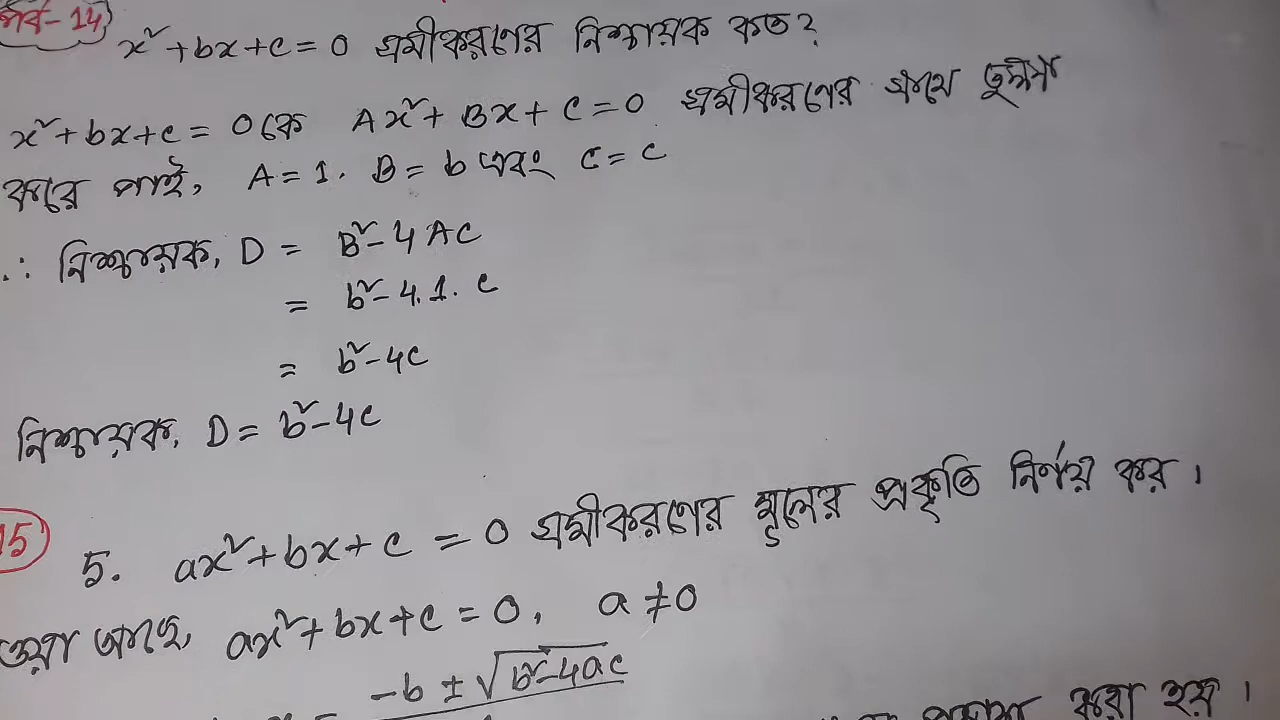 পর্ব- 14
x² + bx + c = 0 সমীকরণের নিশ্চায়ক কত?
x² + bx + c = 0 কে Ax² + Bx + C = 0 সমীকরণের সাথে তুলনা
করে পাই, A = 1. B = b এবং C = c
∴ নিশ্চায়ক, D = B² - 4AC
= b² - 4.1.c
= b² - 4c
নিশ্চায়ক, D = b² - 4c
15
5. ax² + bx + c = 0 সমীকরণের মূলের প্রকৃতি নির্ণয় কর।
দেয়া আছে, ax² + bx + c = 0, a ≠ 0
-b ± √b² - 4ac
করা হয়।